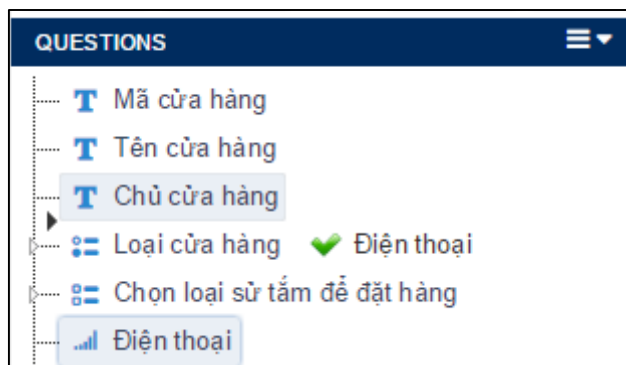 QUESTIONS
Mã cửa hàng
Tên cửa hàng
Chủ cửa hàng
Loại cửa hàng Điện thoại
Chọn loại sử tắm để đặt hàng
Điện thoại